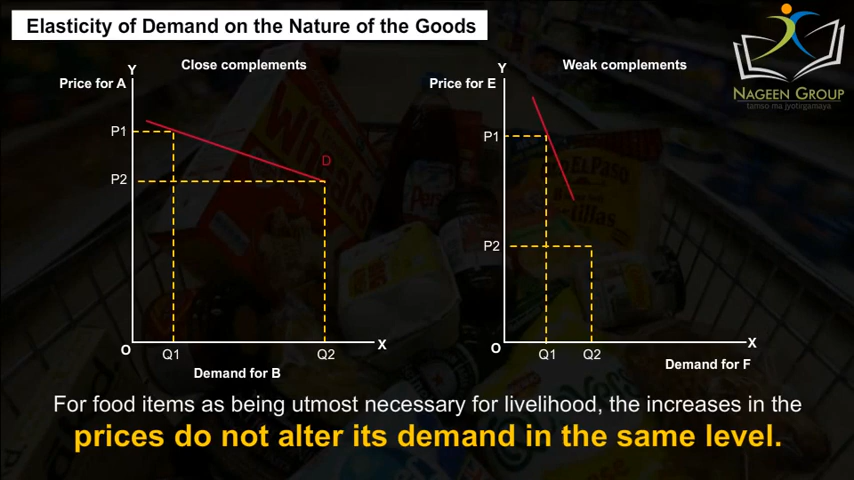 Elasticity of Demand on the Nature of the Goods
NAGEEN GROUP
tamso ma jyotirgamaya
Close complements
Y
Price for A
P1
P2
D
O
Q1
Q2
X
Demand for B
Weak complements
Y
Price for E
P1
P2
O
Q1
Q2
X
Demand for F
For food items as being utmost necessary for livelihood, the increases in the
prices do not alter its demand in the same level.